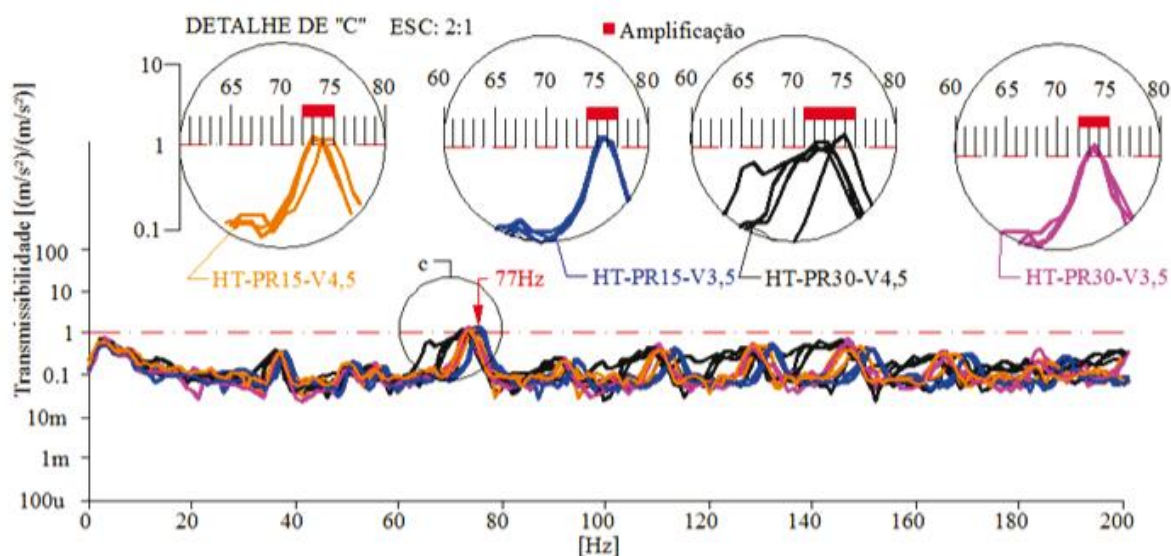 DETALHE DE "C" ESC: 2:1 Amplificação
10 65 70 75 80 60 65 70 75 80 60 65 70 75 80 60 65 70 75 80
1
0.1
HT-PR15-V4,5 HT-PR15-V3,5 HT-PR30-V4,5 HT-PR30-V3,5
c 77Hz
Transmissibilidade [(m/s²)/(m/s²)]
100
10
1
0.1
10m
1m
100u
0 20 40 60 80 100 120 140 160 180 200
[Hz]